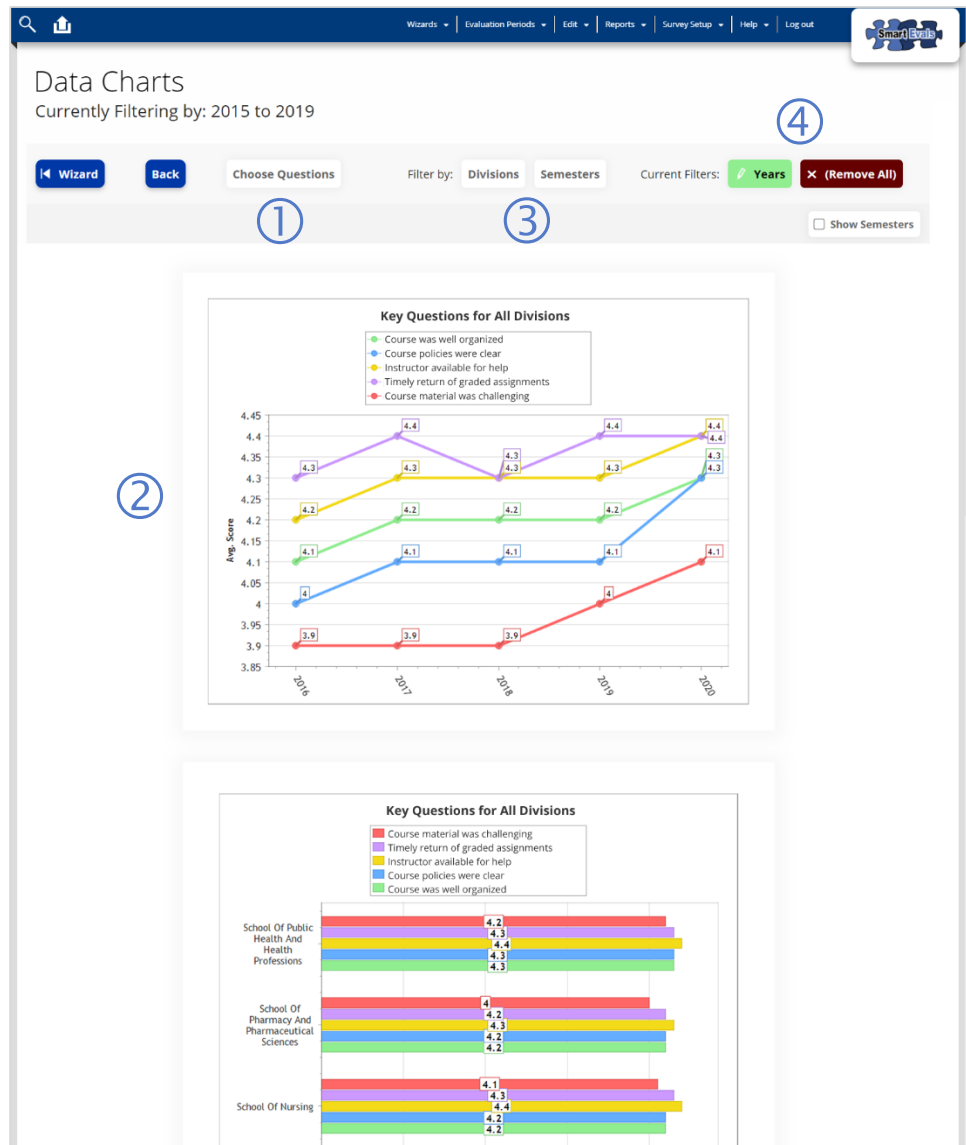 Wizards Evaluation Periods Edit Reports Survey Setup Help Log out
Smart Evals
Data Charts
Currently Filtering by: 2015 to 2019
④
Wizard Back Choose Questions Filter by: Divisions Semesters Current Filters: Years X (Remove All)
① ③
Show Semesters
Key Questions for All Divisions
Course was well organized
Course policies were clear
Instructor available for help
Timely return of graded assignments
Course material was challenging
②
Avg. Score
4.45
4.4
4.35
4.3
4.25
4.2
4.15
4.1
4.05
4
3.95
3.9
3.85
4.3 4.4 4.3 4.4 4.4
4.2 4.3 4.3 4.3 4.4
4.1 4.2 4.2 4.2 4.3
4 4.1 4.1 4.1 4.3
3.9 3.9 3.9 4 4.1
2016 2017 2018 2019 2020
Key Questions for All Divisions
Course material was challenging
Timely return of graded assignments
Instructor available for help
Course policies were clear
Course was well organized
School Of Public
Health And
Health
Professions
4.2
4.3
4.4
4.3
4.3
School Of
Pharmacy And
Pharmaceutical
Sciences
4
4.2
4.3
4.2
4.2
School Of Nursing
4.1
4.3
4.4
4.2
4.2